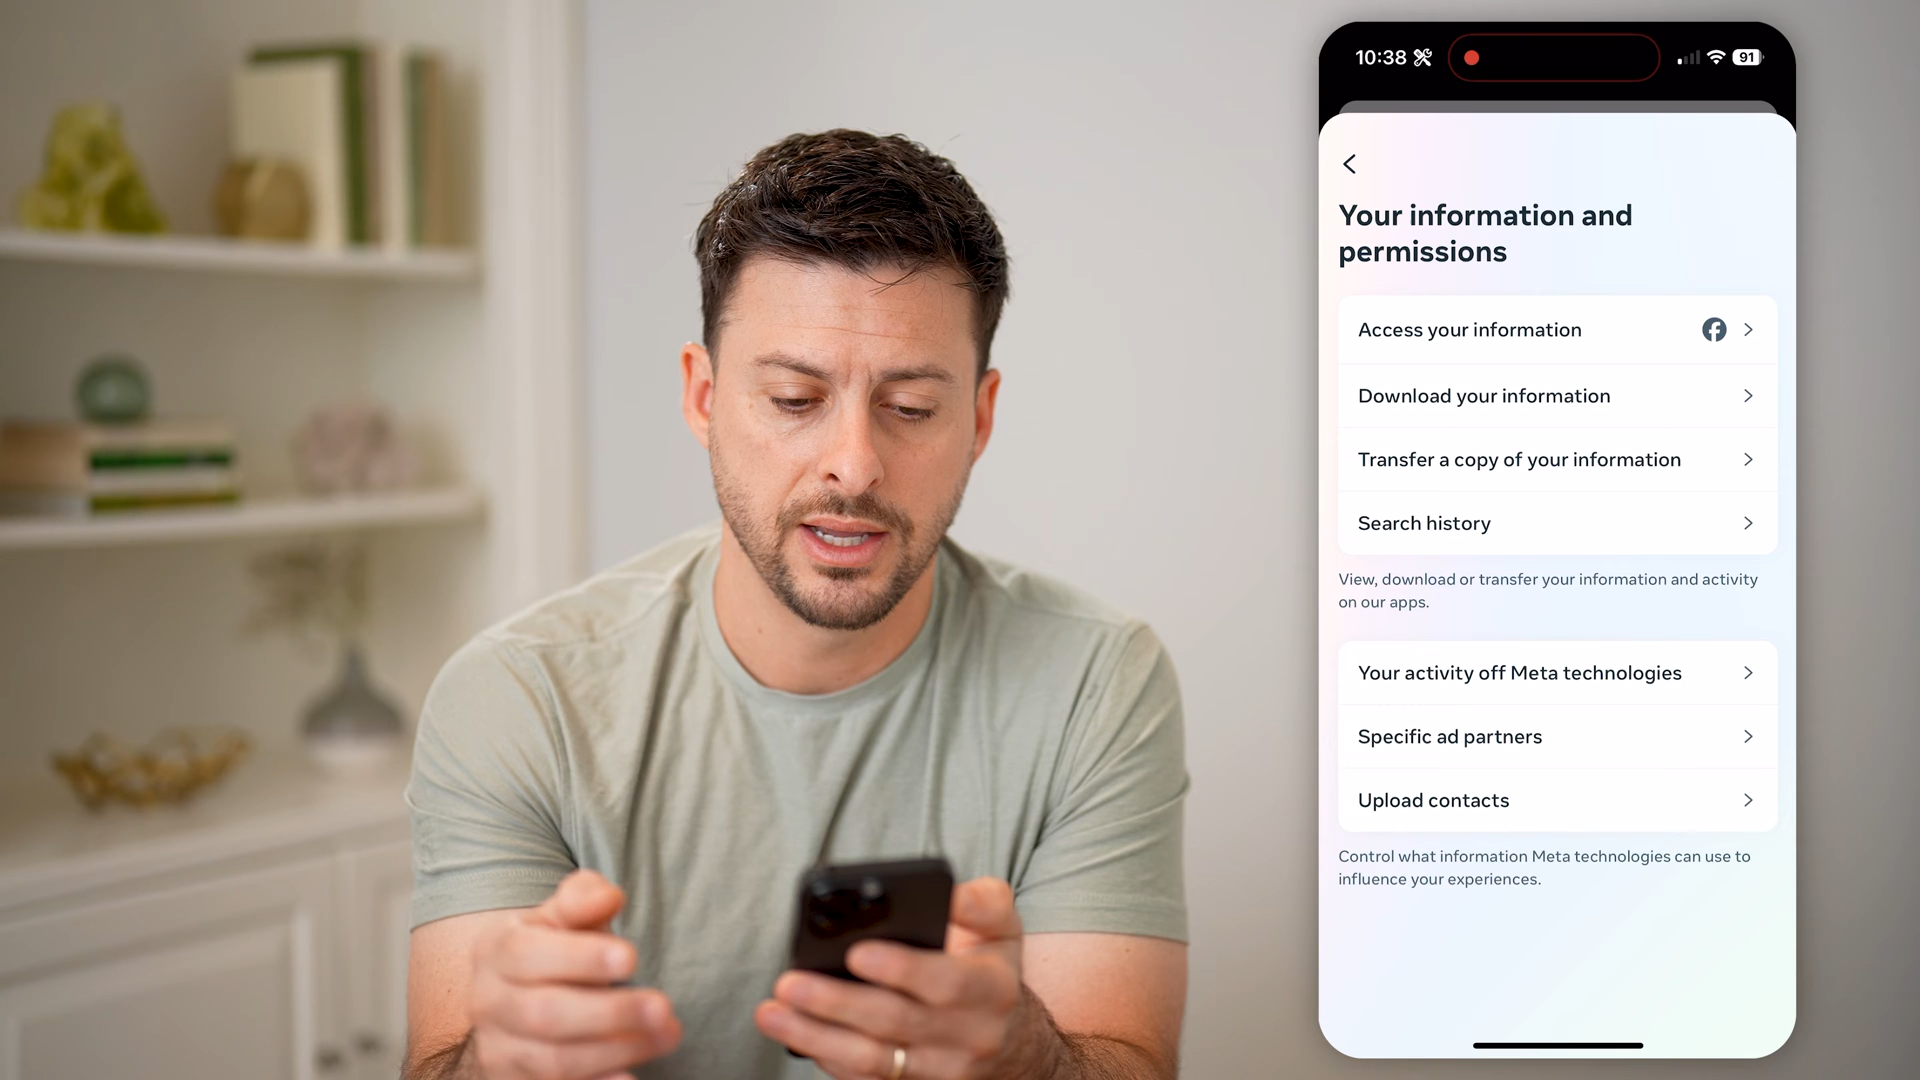 10:38
91
Your information and
permissions
Access your information
Download your information
Transfer a copy of your information
Search history
View, download or transfer your information and activity
on our apps.
Your activity off Meta technologies
Specific ad partners
Upload contacts
Control what information Meta technologies can use to
influence your experiences.